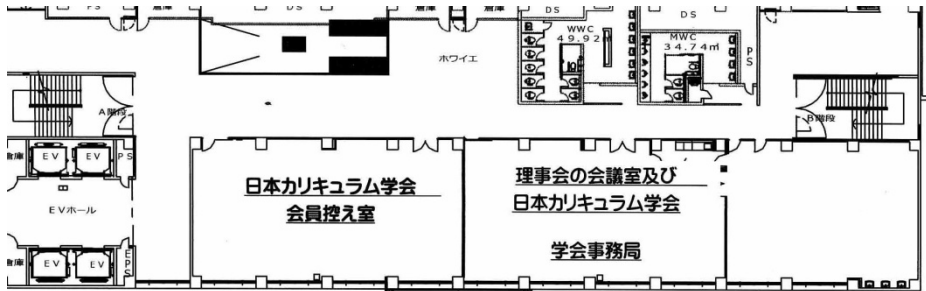 PS
倉庫
倉庫
DS
DS
WWC
49.92㎡
MWC
34.74㎡
PS
ホワイエ
A階段
B階段
倉庫
EV
EV
PS
EVホール
日本カリキュラム学会
会員控え室
理事会の会議室及び
日本カリキュラム学会
学会事務局
倉庫
EV
EV
EPS